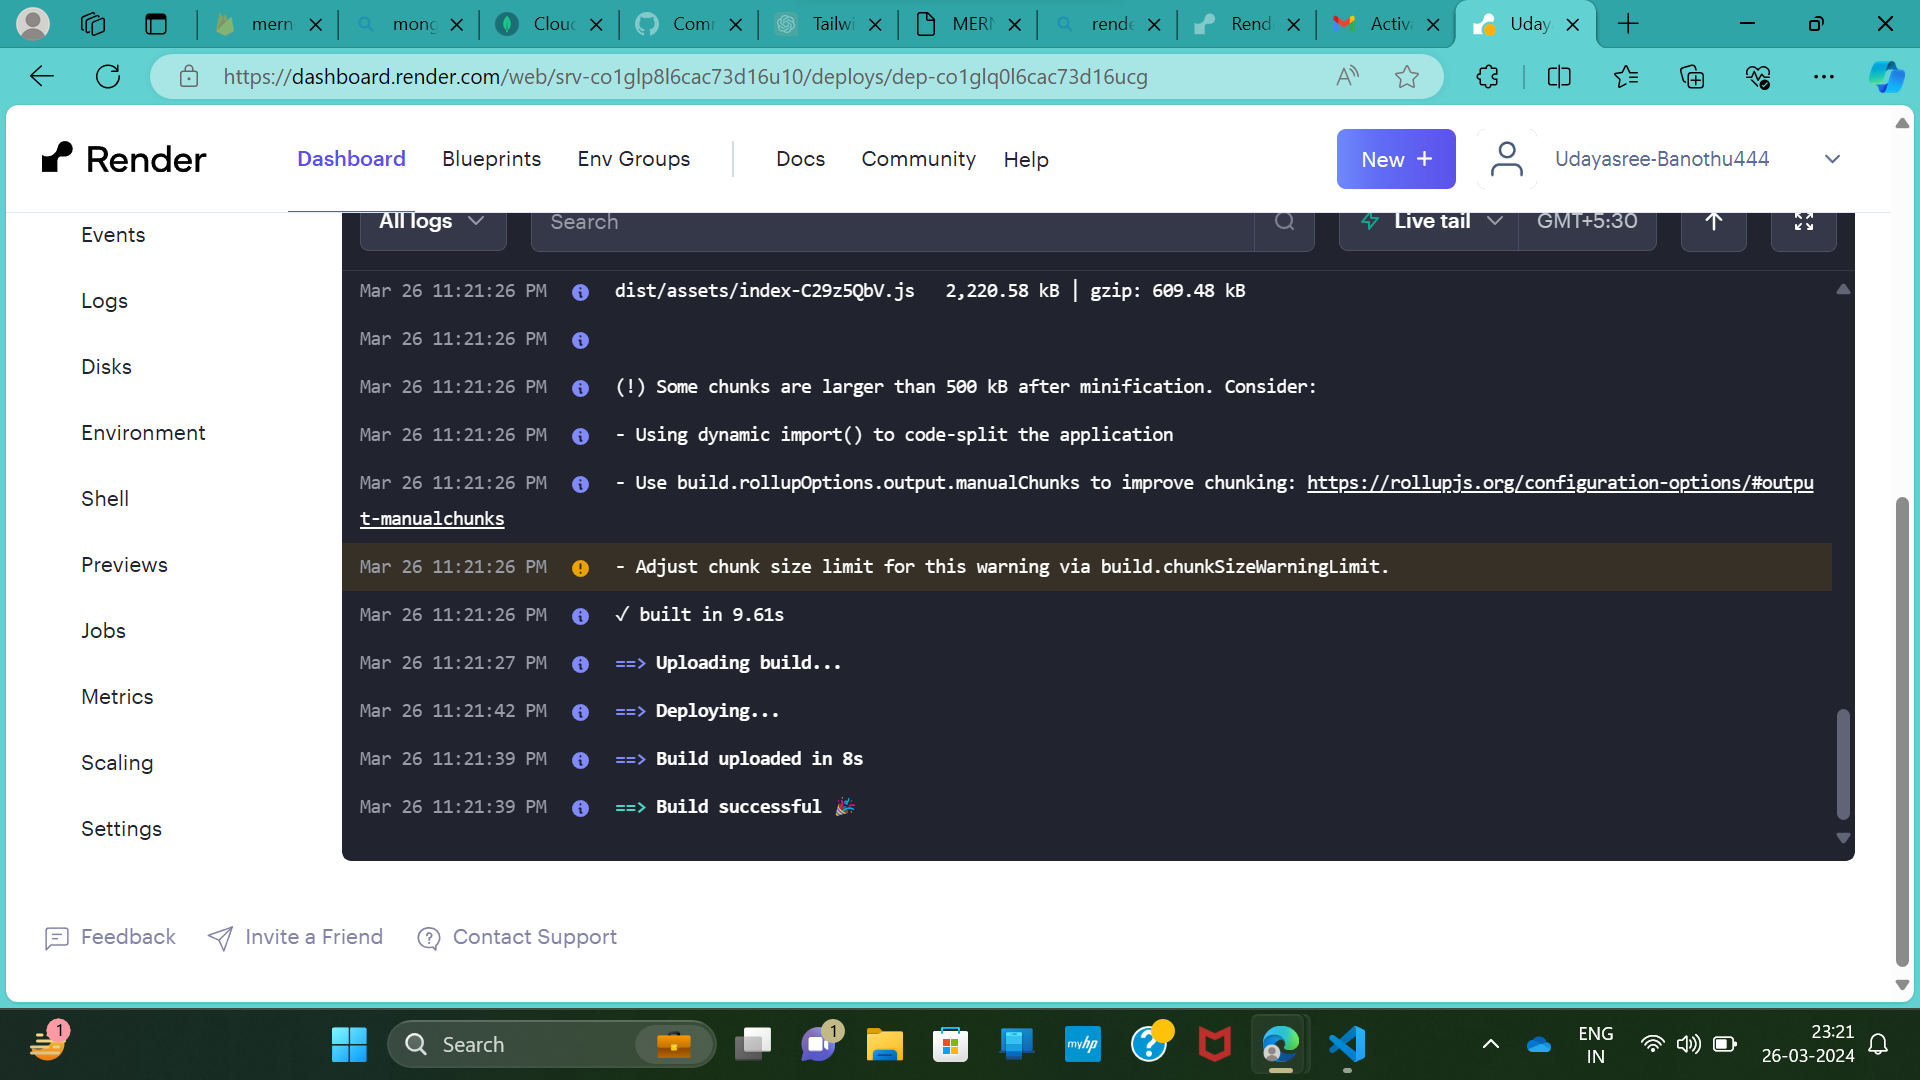 mern
mong
Clou
Comm
Tailwi
MERN
rende
Rend
Activa
Uday
https://dashboard.render.com/web/srv-co1glp8l6cac73d16u10/deploys/dep-co1glq0l6cac73d16ucg
Render
Dashboard
Blueprints
Env Groups
Docs
Community
Help
New +
Udayasree-Banothu444
Events
Logs
Disks
Environment
Shell
Previews
Jobs
Metrics
Scaling
Settings
All logs
Search
Live tail
GMT+5:30
Mar 26 11:21:26 PM dist/assets/index-C29z5QbV.js 2,220.58 kB │ gzip: 609.48 kB
Mar 26 11:21:26 PM
Mar 26 11:21:26 PM (!) Some chunks are larger than 500 kB after minification. Consider:
Mar 26 11:21:26 PM - Using dynamic import() to code-split the application
Mar 26 11:21:26 PM - Use build.rollupOptions.output.manualChunks to improve chunking: https://rollupjs.org/configuration-options/#outpu
t-manualchunks
Mar 26 11:21:26 PM - Adjust chunk size limit for this warning via build.chunkSizeWarningLimit.
Mar 26 11:21:26 PM ✓ built in 9.61s
Mar 26 11:21:27 PM ==> Uploading build...
Mar 26 11:21:42 PM ==> Deploying...
Mar 26 11:21:39 PM ==> Build uploaded in 8s
Mar 26 11:21:39 PM ==> Build successful 🎉
Feedback
Invite a Friend
Contact Support
1
Search
1
myhp
ENG
IN
23:21
26-03-2024